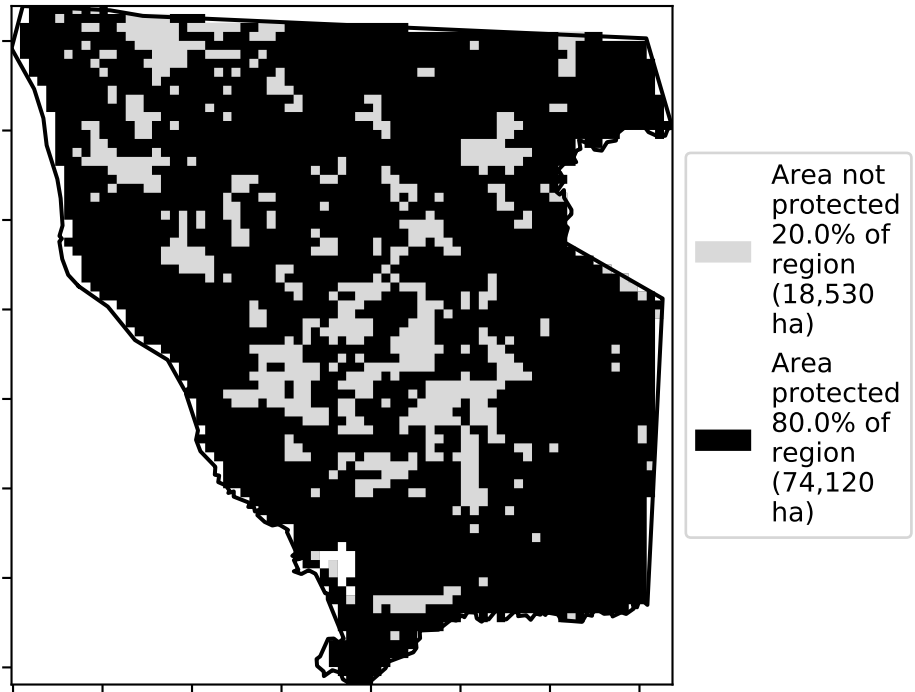 Area not
protected
20.0% of
region
(18,530
ha)
Area
protected
80.0% of
region
(74,120
ha)